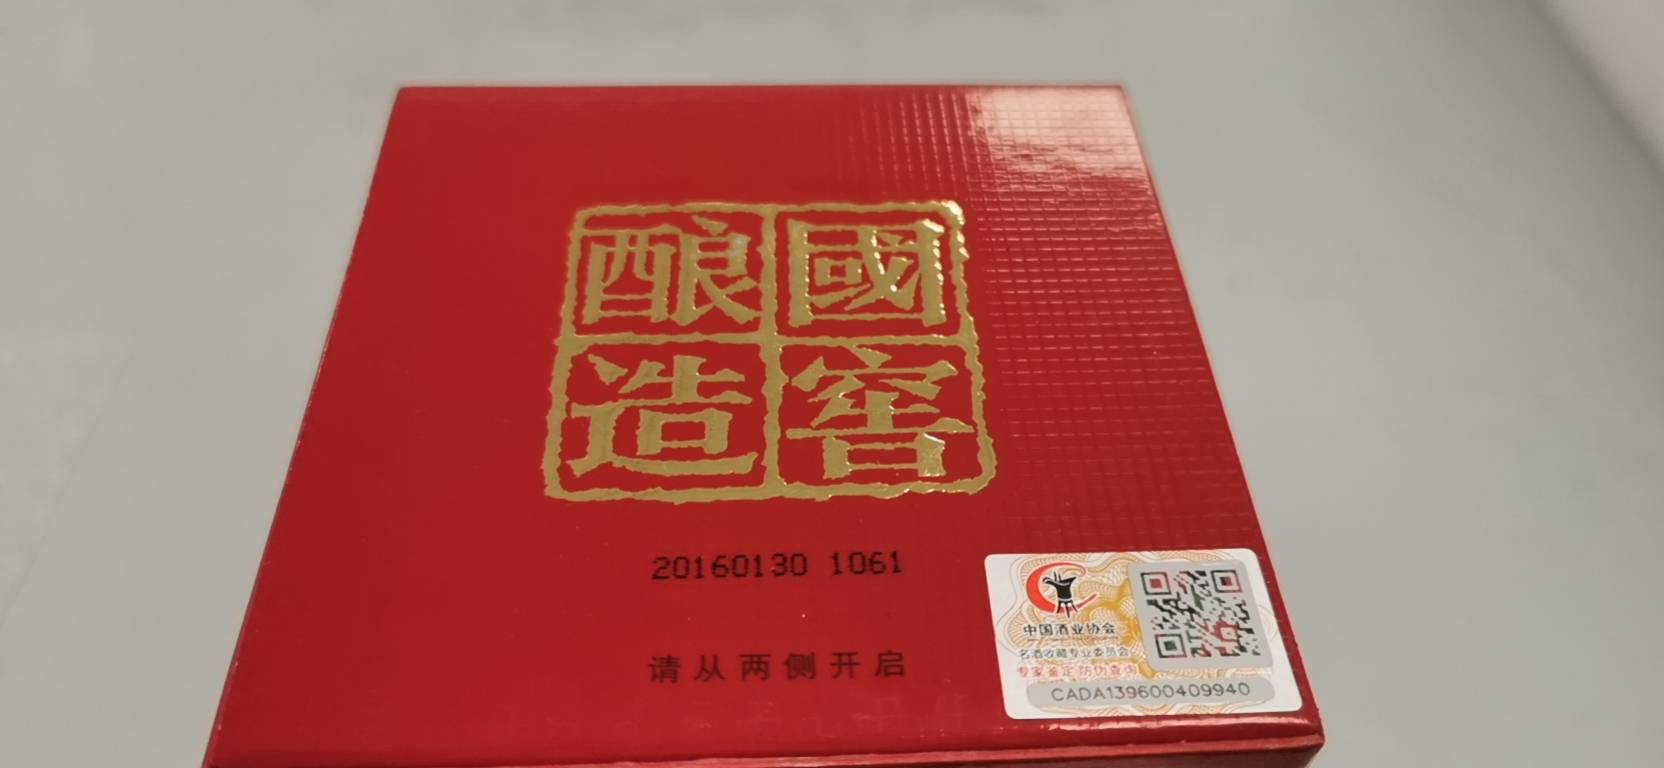 國窖
酿造
20160130 1061
请从两侧开启
中国酒业协会
名酒收藏专业委员会
专家鉴定 防伪查询
CADA139600409940